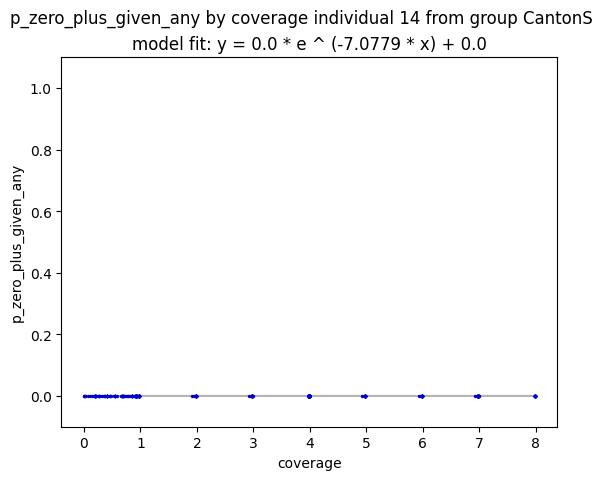 p_zero_plus_given_any by coverage individual 14 from group CantonS
model fit: y = 0.0 * e ^ (-7.0779 * x) + 0.0
1.0
0.8
0.6
0.4
0.2
0.0
p_zero_plus_given_any
0 1 2 3 4 5 6 7 8
coverage